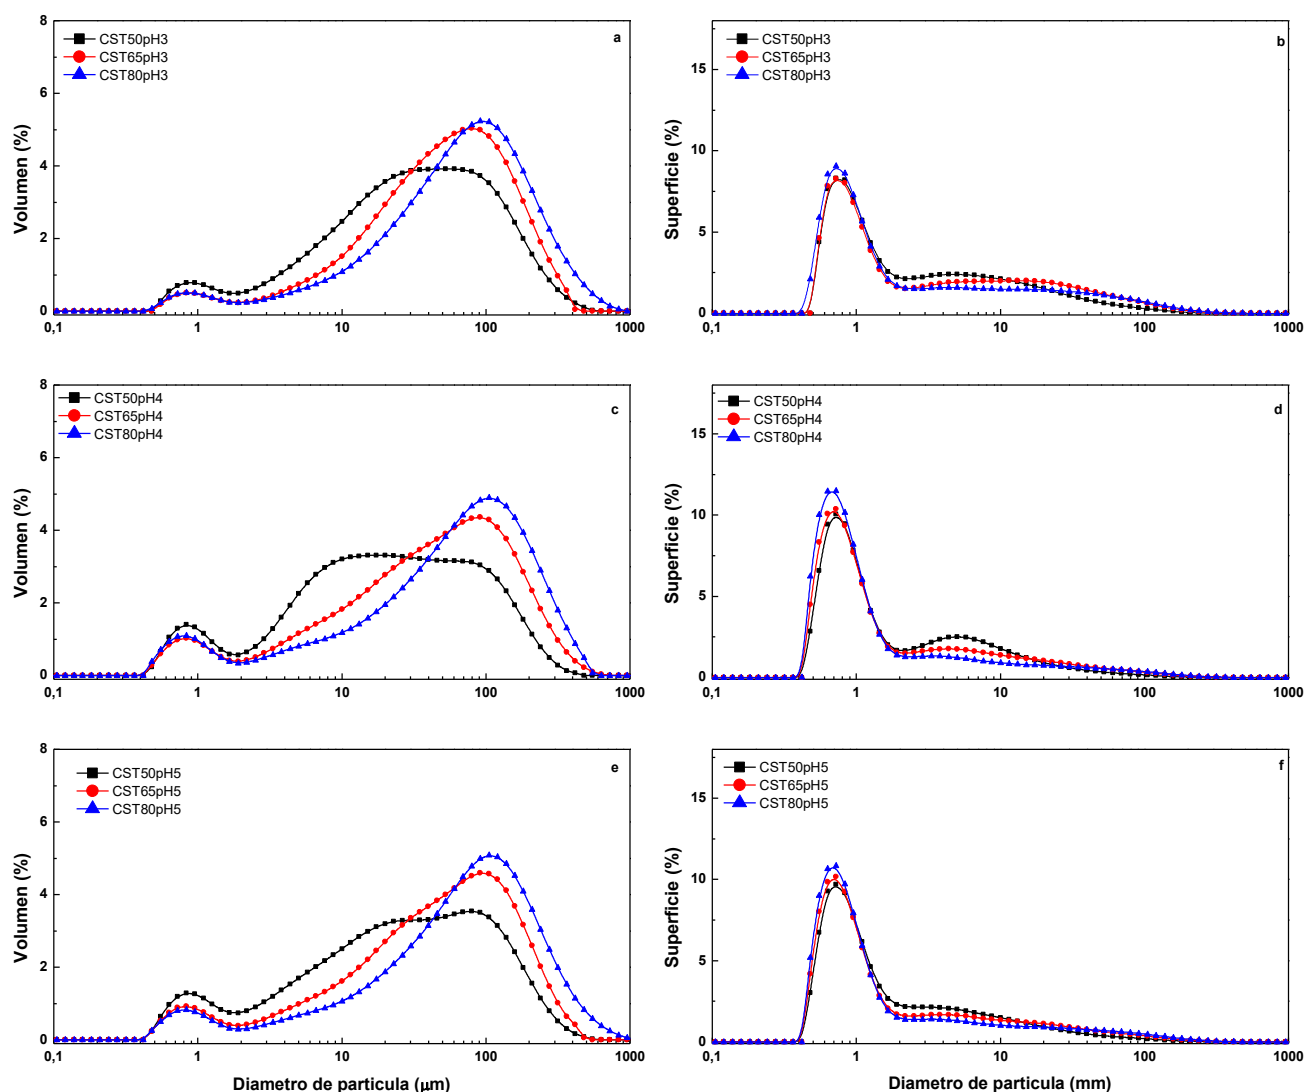 8
6
4
2
0
Volumen (%)
CST50pH3
CST65pH3
CST80pH3
a
0,1
1
10
100
1000
15
10
5
0
Superficie (%)
CST50pH3
CST65pH3
CST80pH3
b
0,1
1
10
100
1000
8
6
4
2
0
Volumen (%)
CST50pH4
CST65pH4
CST80pH4
c
0,1
1
10
100
1000
15
10
5
0
Superficie (%)
CST50pH4
CST65pH4
CST80pH4
d
0,1
1
10
100
1000
8
6
4
2
0
Volumen (%)
CST50pH5
CST65pH5
CST80pH5
e
0,1
1
10
100
1000
Diametro de particula (µm)
15
10
5
0
Superficie (%)
CST50pH5
CST65pH5
CST80pH5
f
0,1
1
10
100
1000
Diametro de particula (mm)